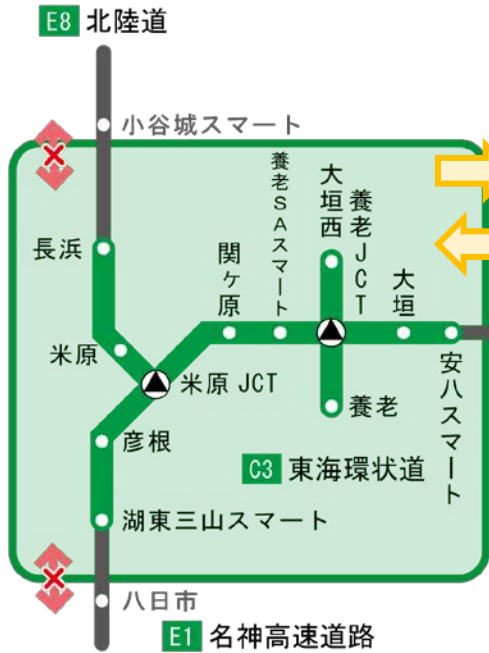 E8 北陸道
小谷城スマート
養老SAスマート
大垣西
養老JCT
長浜
関ヶ原
大垣
米原
米原 JCT
安八スマート
養老
彦根
C3 東海環状道
湖東三山スマート
八日市
E1 名神高速道路